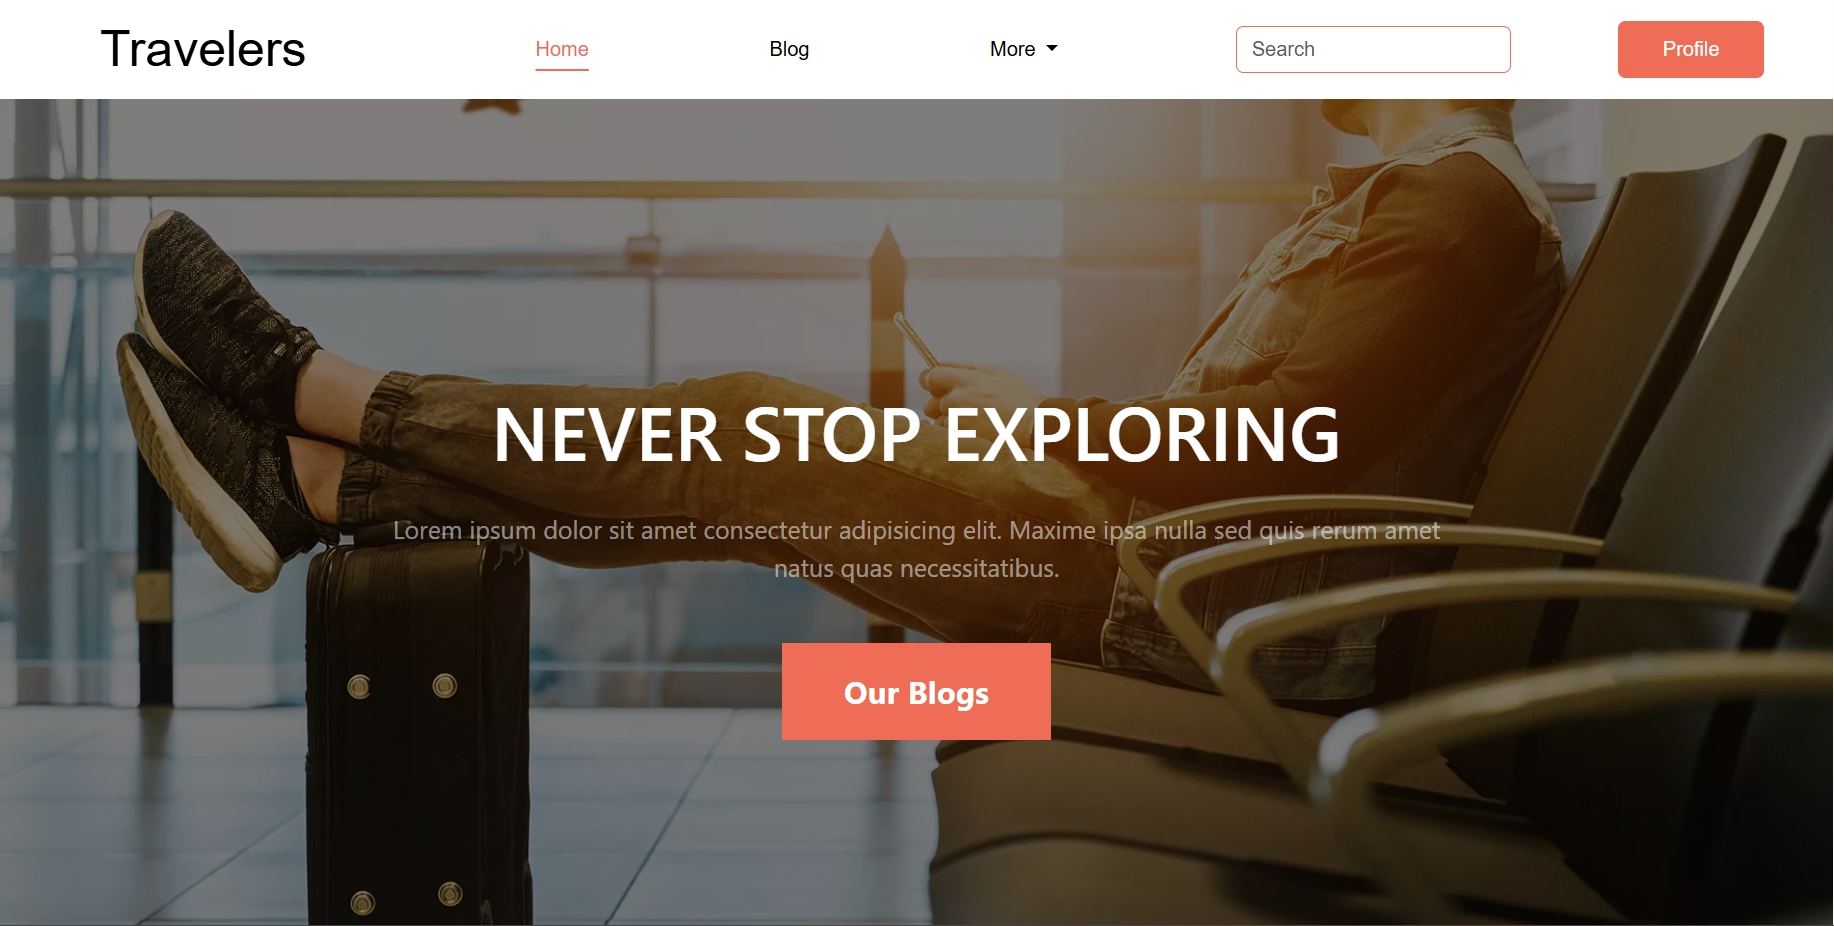 Travelers
Home
Blog
More
Search
Profile
NEVER STOP EXPLORING
Lorem ipsum dolor sit amet consectetur adipisicing elit. Maxime ipsa nulla sed quis rerum amet
natus quas necessitatibus.
Our Blogs